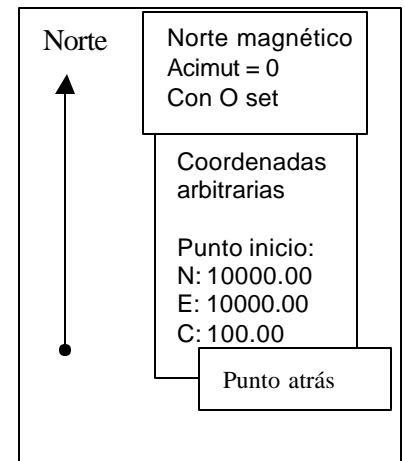 Norte
Norte magnético
Acimut = 0
Con O set
Coordenadas
arbitrarias
Punto inicio:
N: 10000.00
E: 10000.00
C: 100.00
Punto atrás